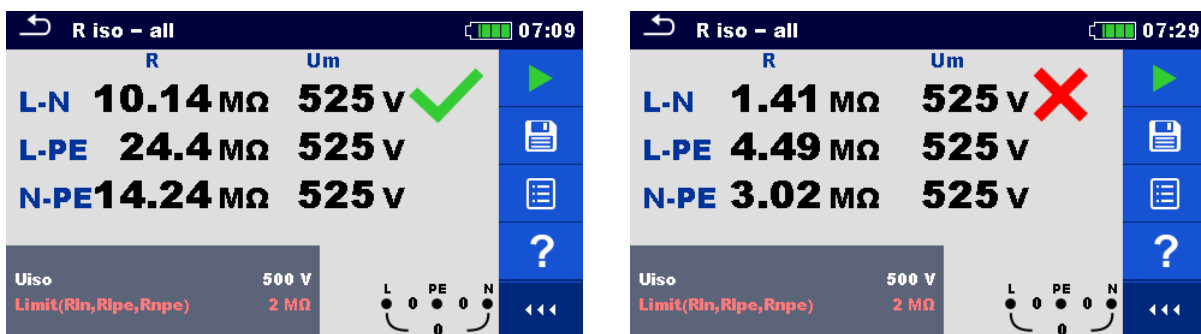 R iso – all 07:09
R Um
L-N 10.14 MΩ 525 V
L-PE 24.4 MΩ 525 V
N-PE 14.24 MΩ 525 V
?
Uiso 500 V
Limit(Rln,Rlpe,Rnpe) 2 MΩ
L PE N
0 0
0
R iso – all 07:29
R Um
L-N 1.41 MΩ 525 V
L-PE 4.49 MΩ 525 V
N-PE 3.02 MΩ 525 V
?
Uiso 500 V
Limit(Rln,Rlpe,Rnpe) 2 MΩ
L PE N
0 0
0